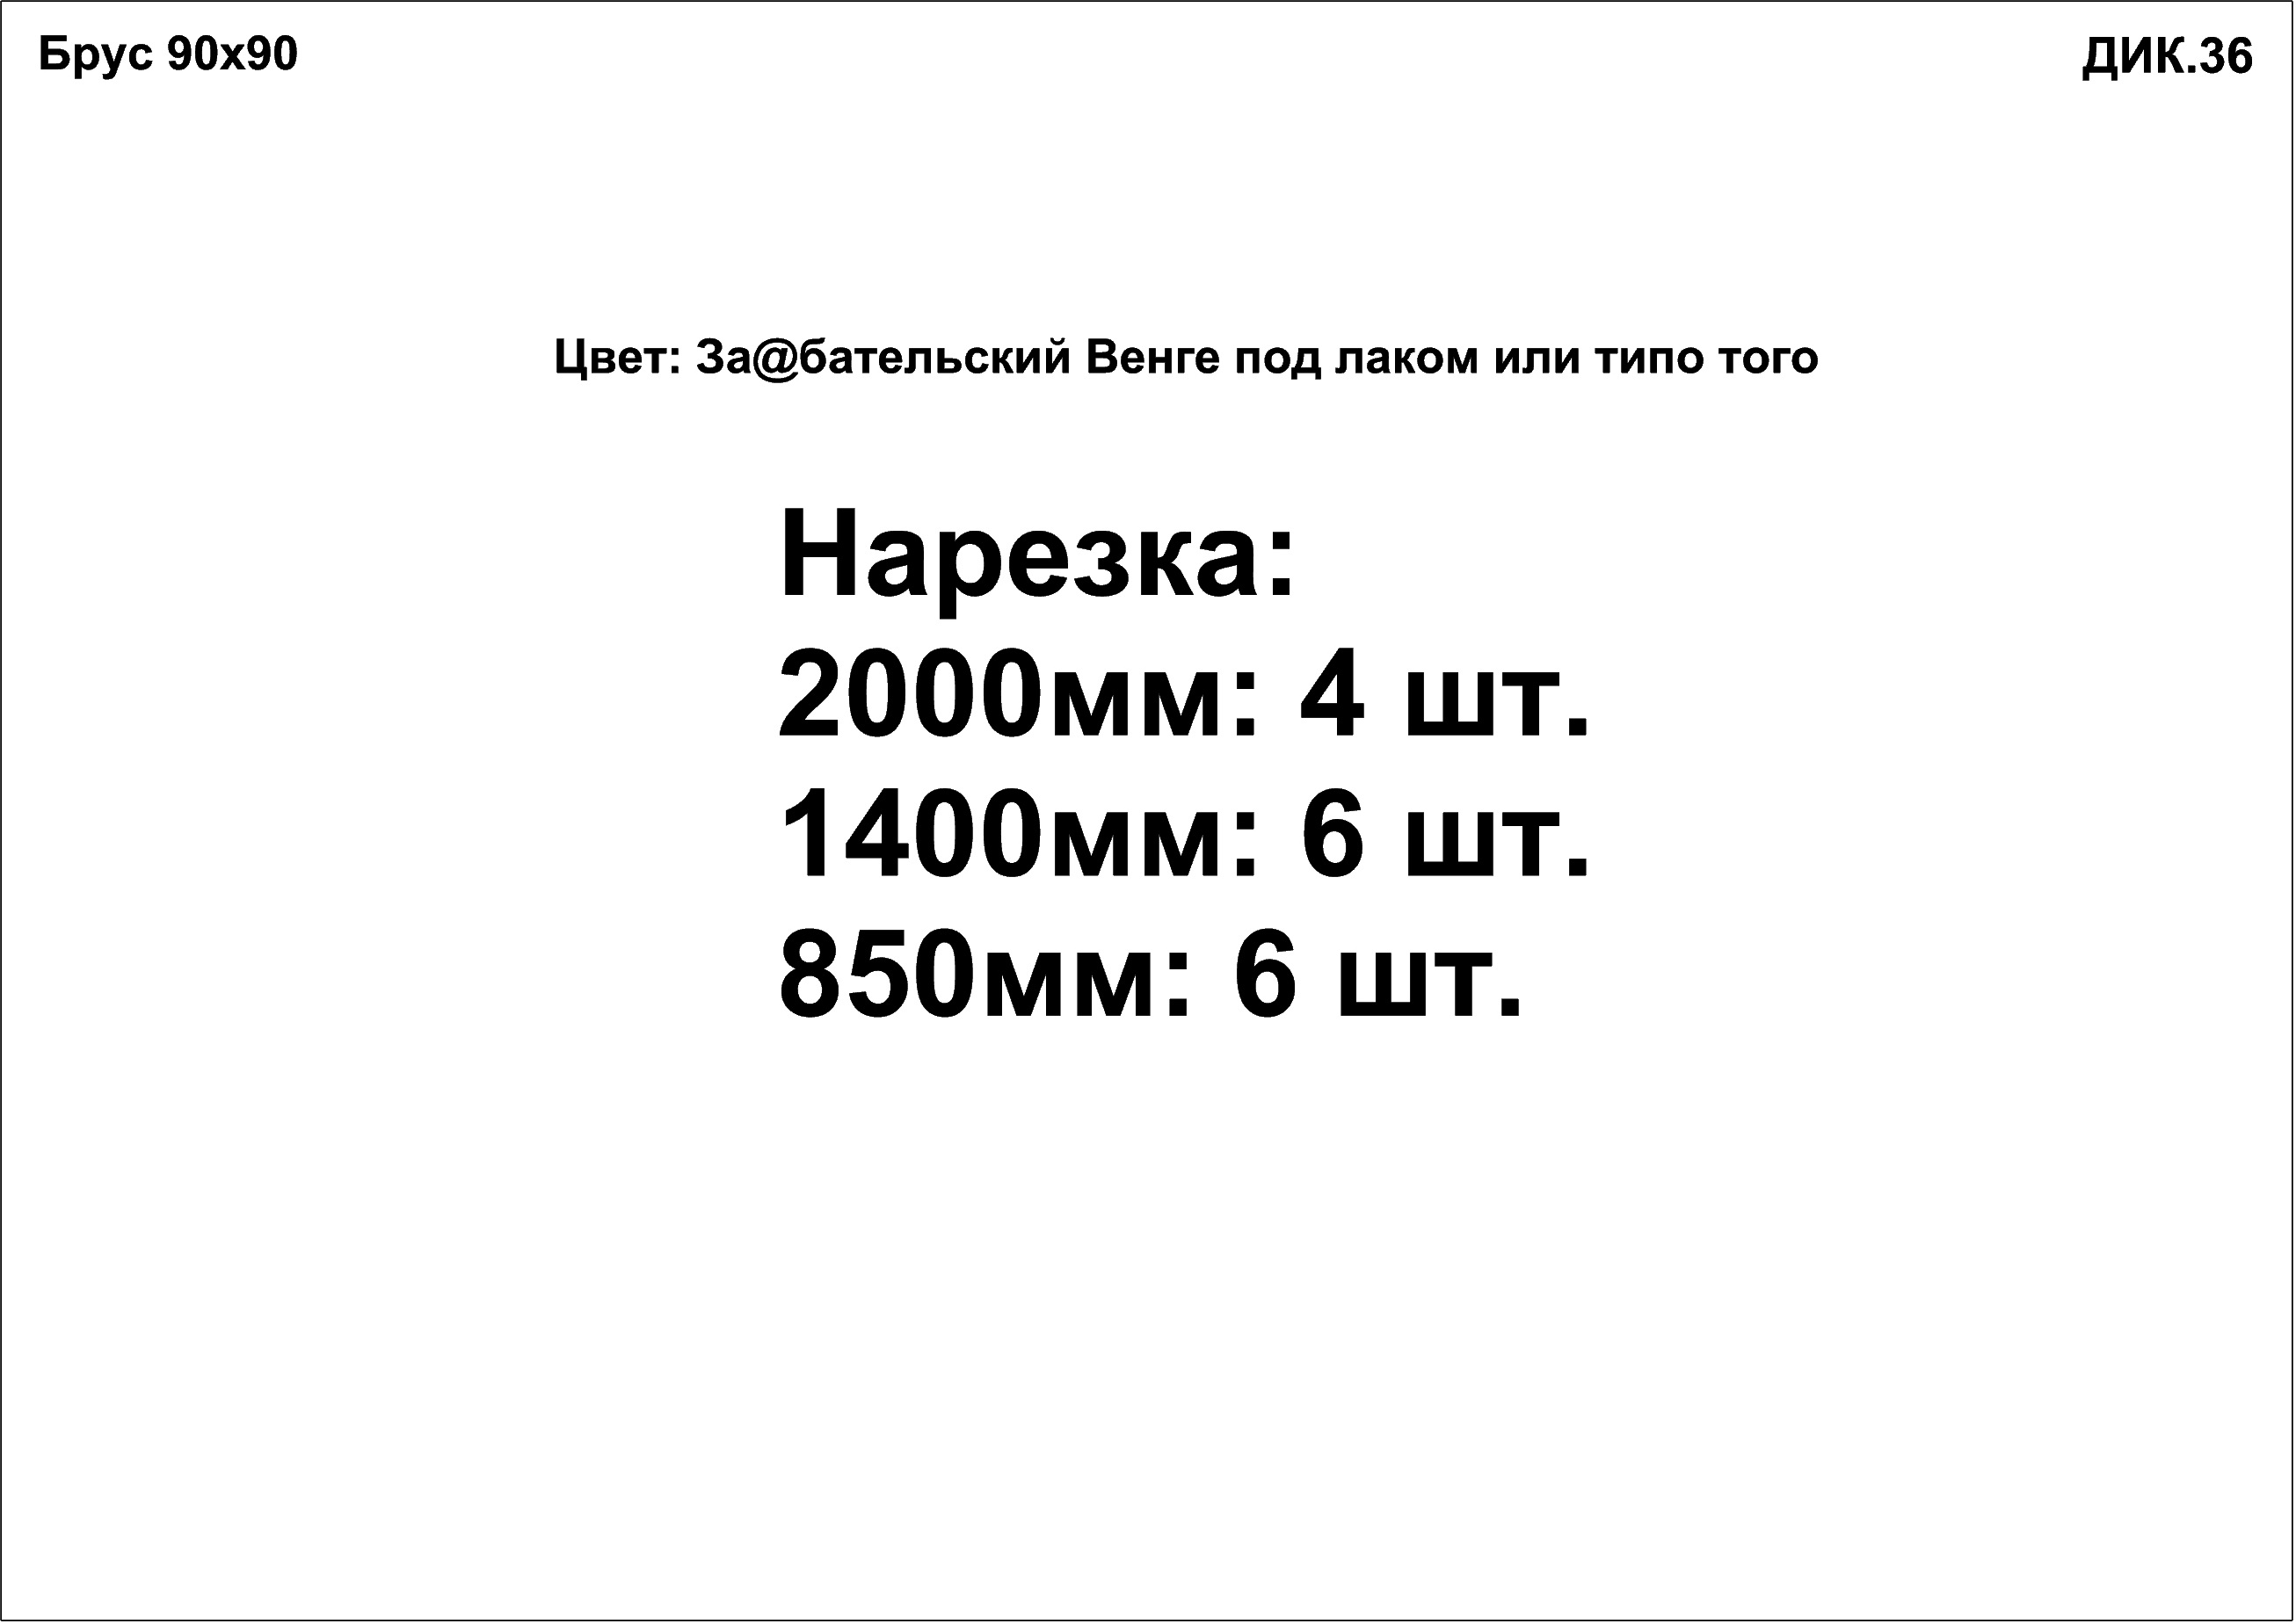 Брус 90х90
ДИК.36
Цвет: За@бательский Венге под лаком или типо того
Нарезка:
2000мм: 4 шт.
1400мм: 6 шт.
850мм: 6 шт.